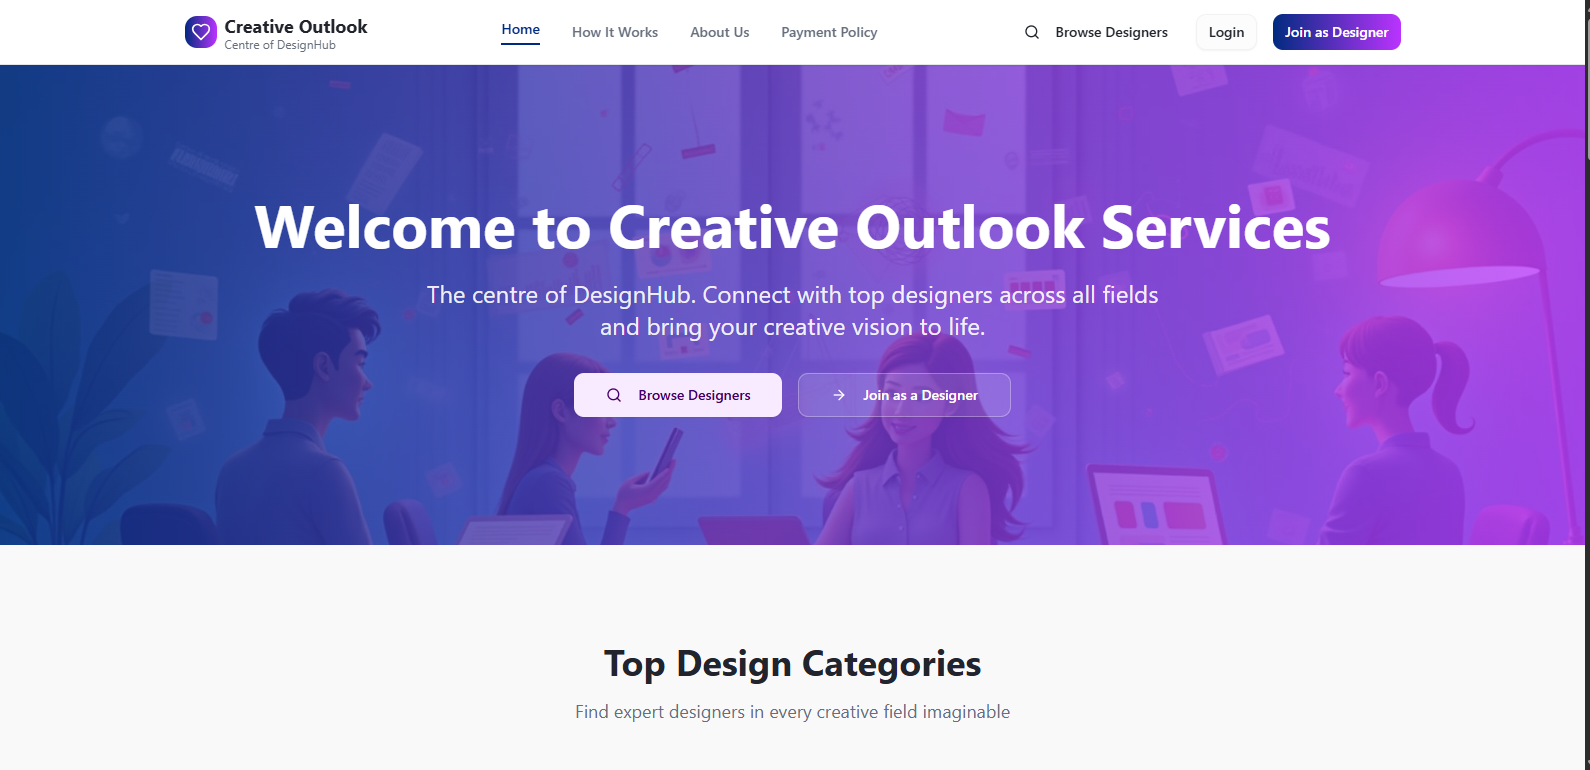 Creative Outlook
Centre of DesignHub
Home
How It Works
About Us
Payment Policy
Browse Designers
Login
Join as Designer
Welcome to Creative Outlook Services
The centre of DesignHub. Connect with top designers across all fields
and bring your creative vision to life.
Browse Designers
Join as a Designer
Top Design Categories
Find expert designers in every creative field imaginable